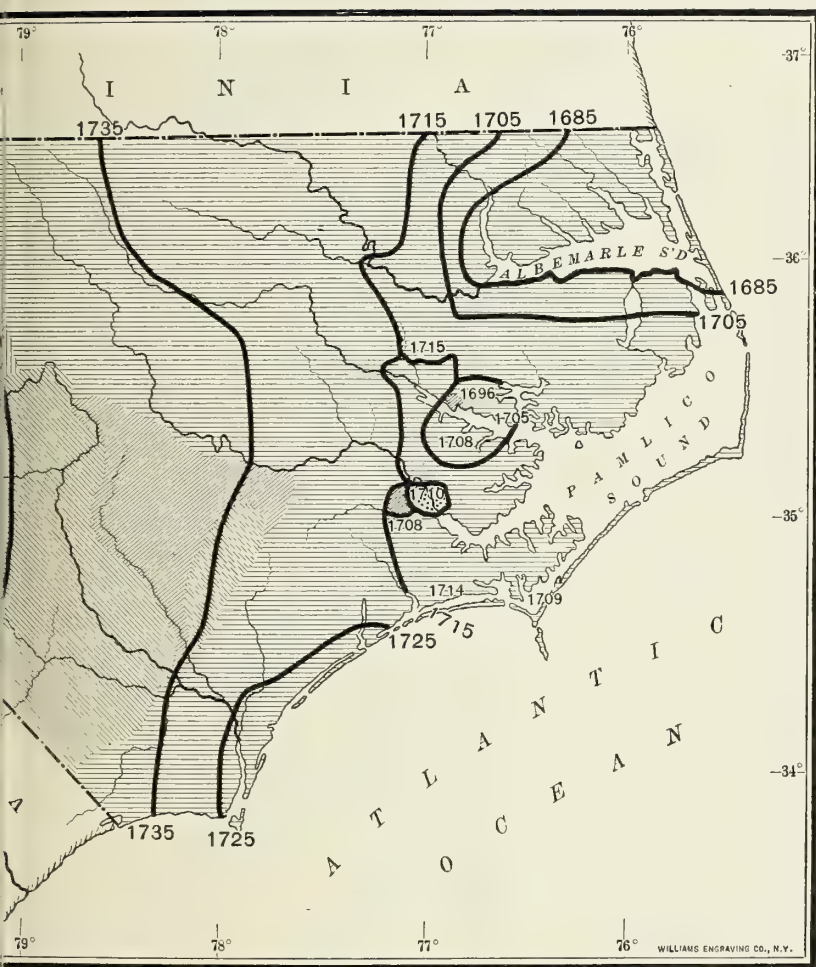 79° 78° 77° 76°
37°
I N I A
1735 1715 1705 1685
36°
ALBEMARLE S'D
1685
1705
1715
1696
1705
1708
PAMLICO
SOUND
1710
1708
35°
1714
1709
1715
1725
ATLANTIC
OCEAN
34°
A
1735 1725
79° 78° 77° 76°
WILLIAMS ENGRAVING CO., N.Y.